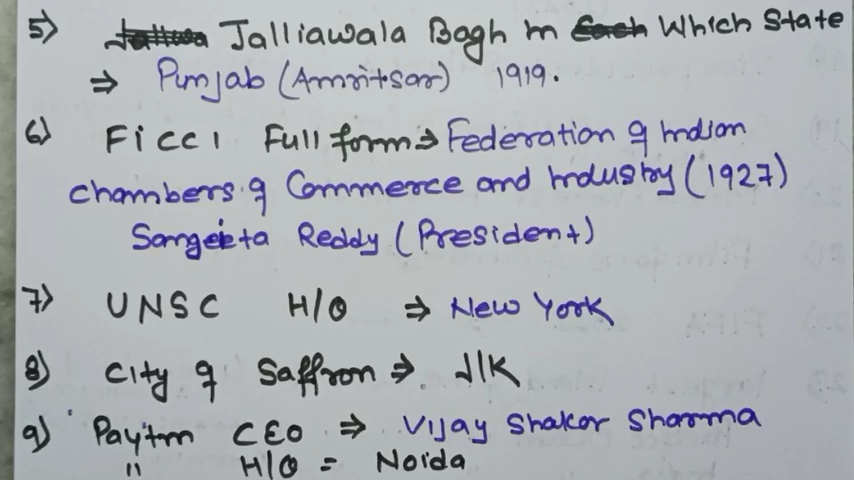 5) Jalliawala Bagh in Which State
⇒ Punjab (Amritsar) 1919.
6) FiCCI Full form ⇒ Federation of Indian
chambers of Commerce and Industry (1927)
Sangeeta Reddy (President)
7) UNSC H/O ⇒ New York
8) City of Saffron ⇒ J/K
9) Paytm CEO ⇒ Vijay Shakar Sharma
" H/O = Noida